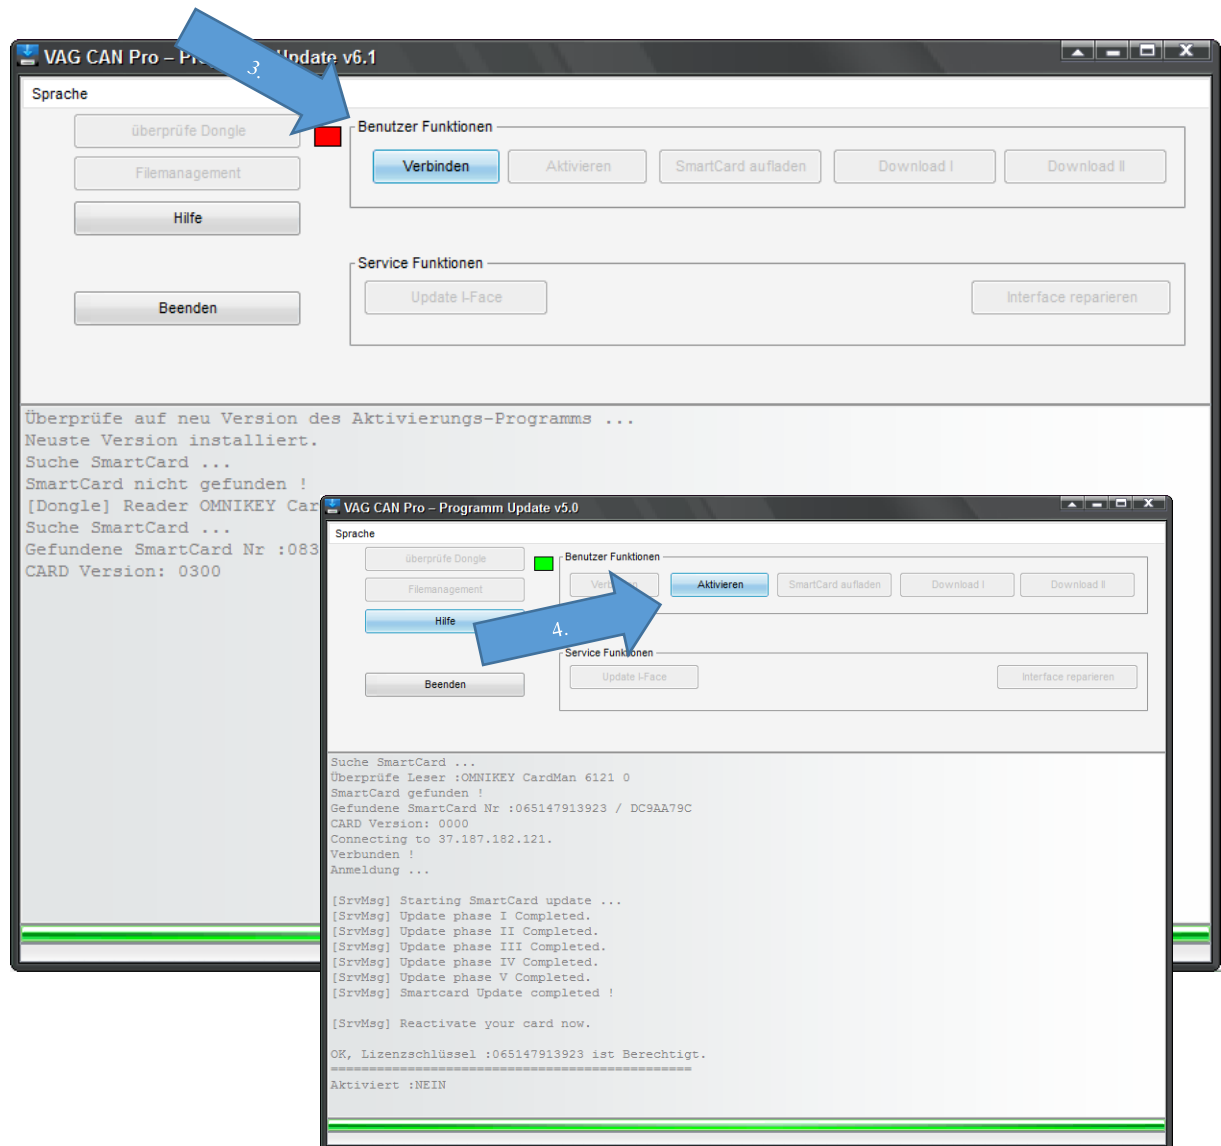 VAG CAN Pro – Pr Update v6.1
3.
Sprache
überprüfe Dongle
Filemanagement
Hilfe
Beenden
Benutzer Funktionen
Verbinden Aktivieren SmartCard aufladen Download I Download II
Service Funktionen
Update I-Face Interface reparieren
Überprüfe auf neu Version des Aktivierungs-Programms ...
Neuste Version installiert.
Suche SmartCard ...
SmartCard nicht gefunden !
[Dongle] Reader OMNIKEY Car
Suche SmartCard ...
Gefundene SmartCard Nr :083
CARD Version: 0300
VAG CAN Pro – Programm Update v5.0
Sprache
überprüfe Dongle
Filemanagement
Hilfe
Beenden
4.
Benutzer Funktionen
Aktivieren SmartCard aufladen Download I Download II
Service Funktionen
Update I-Face Interface reparieren
Suche SmartCard ...
Überprüfe Leser :OMNIKEY CardMan 6121 0
SmartCard gefunden !
Gefundene SmartCard Nr :065147913923 / DC9AA79C
CARD Version: 0000
Connecting to 37.187.182.121.
Verbunden !
Anmeldung ...
[SrvMsg] Starting SmartCard update ...
[SrvMsg] Update phase I Completed.
[SrvMsg] Update phase II Completed.
[SrvMsg] Update phase III Completed.
[SrvMsg] Update phase IV Completed.
[SrvMsg] Update phase V Completed.
[SrvMsg] Smartcard Update completed !
[SrvMsg] Reactivate your card now.
OK, Lizenzschlüssel :065147913923 ist Berechtigt.
===============================================
Aktiviert :NEIN